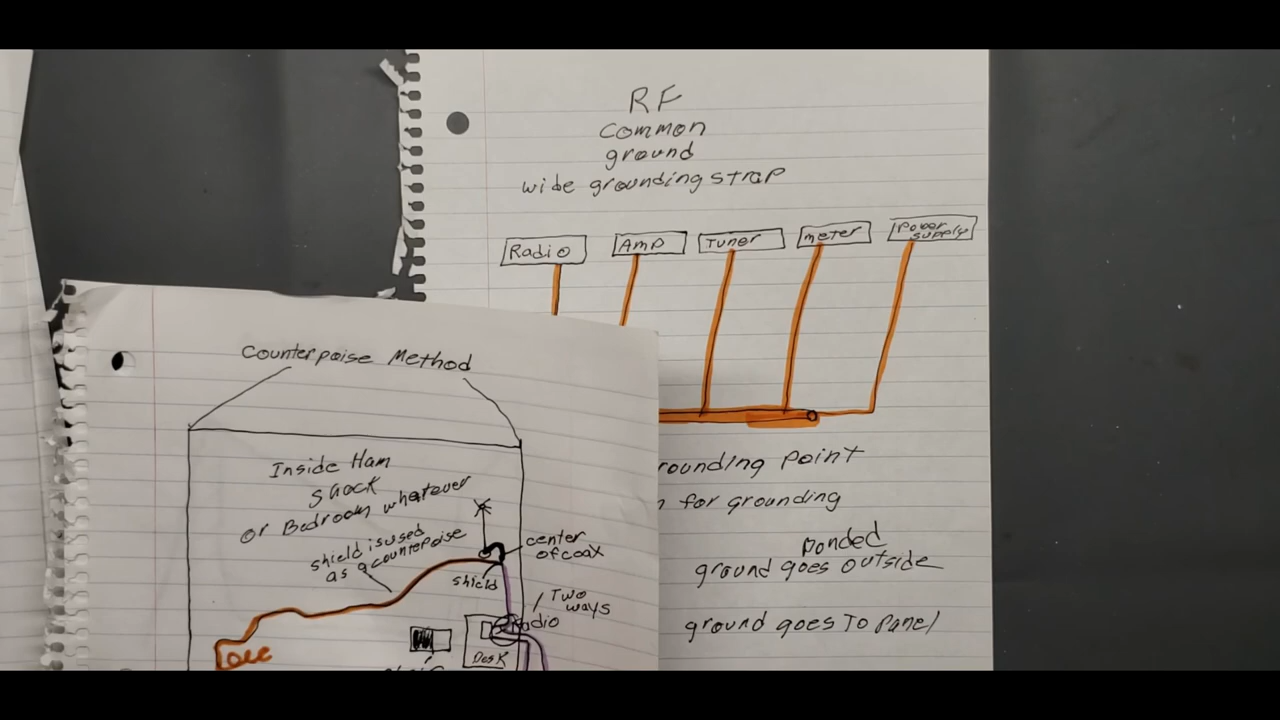 RF
common
ground
wide grounding strap
Radio
Amp
Tuner
meter
Power
supply
rounding point
n for grounding
bonded
ground goes outside
ground goes To panel
Counterpoise Method
Inside Ham
Shack
or Bedroom whatever
shield is used
as a counterpoise
center
of coax
shield
Two
ways
Radio
Desk